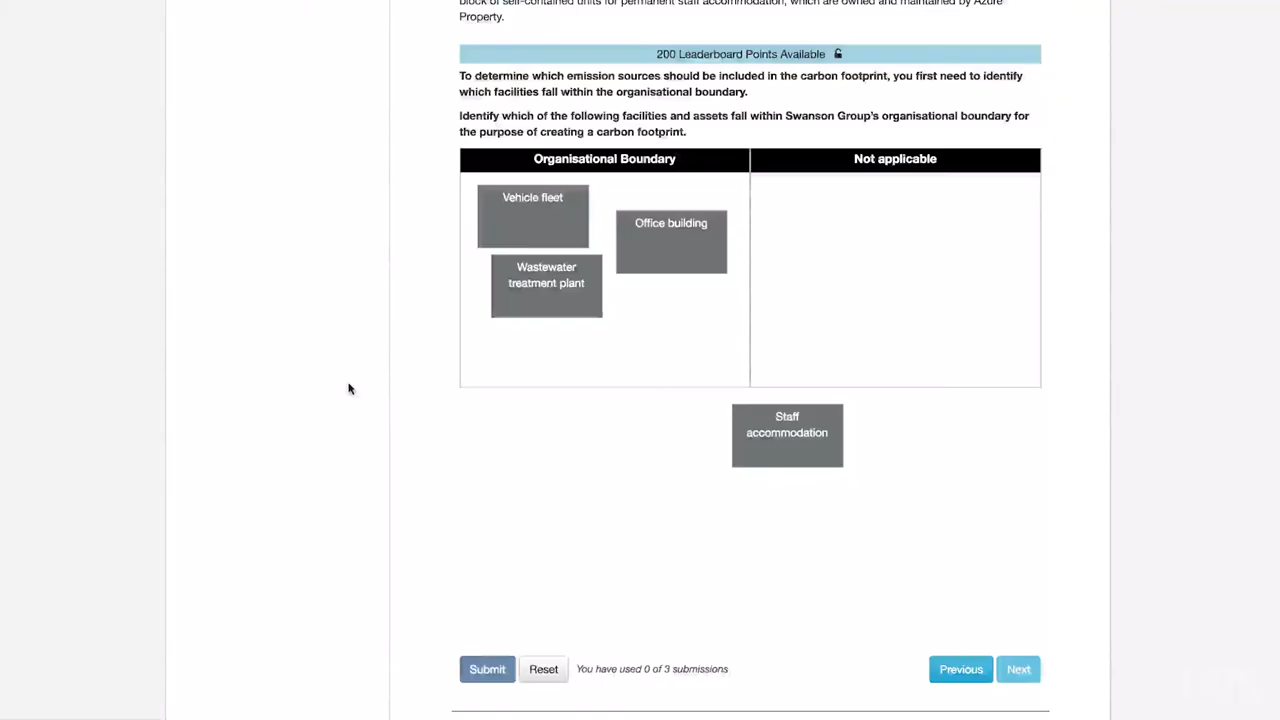 block of self-contained units for permanent staff accommodation, which are owned and maintained by Azure
Property.
200 Leaderboard Points Available
To determine which emission sources should be included in the carbon footprint, you first need to identify
which facilities fall within the organisational boundary.
Identify which of the following facilities and assets fall within Swanson Group's organisational boundary for
the purpose of creating a carbon footprint.
Organisational Boundary
Not applicable
Vehicle fleet
Office building
Wastewater
treatment plant
Staff
accommodation
Submit
Reset
You have used 0 of 3 submissions
Previous
Next